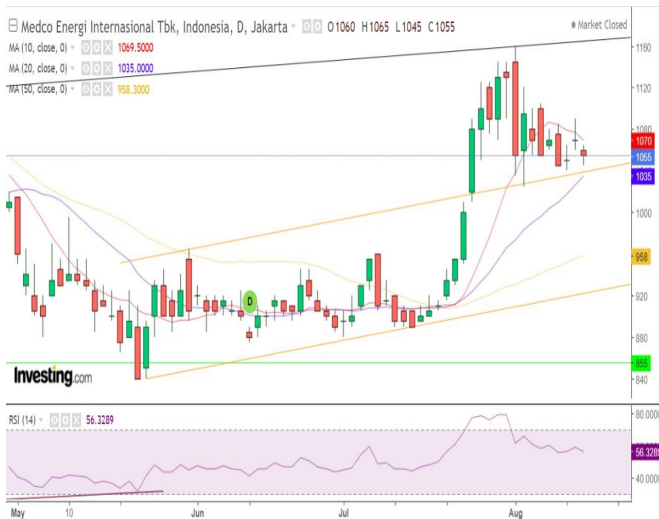 Medco Energi Internasional Tbk, Indonesia, D, Jakarta O1060 H1065 L1045 C1055
Market Closed
MA (10, close, 0) 1069.5000
MA (20, close, 0) 1035.0000
MA (50, close, 0) 958.3000
1160
1120
1080
1070
1055
1035
1000
958
920
880
855
840
D
Investing.com
RSI (14) 56.3289
80.0000
56.3289
40.0000
May 10 Jun Jul Aug